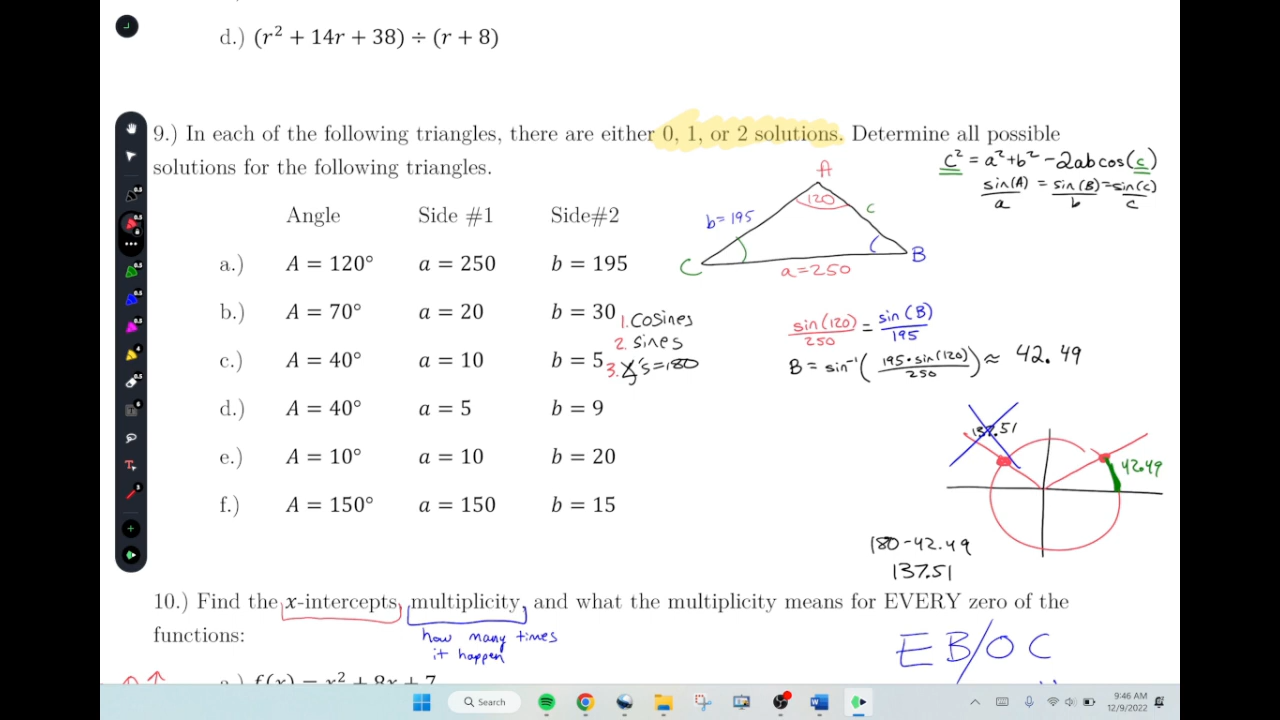 d.) (r² + 14r + 38) ÷ (r + 8)
9.) In each of the following triangles, there are either 0, 1, or 2 solutions. Determine all possible
solutions for the following triangles.
c² = a²+b² -2ab cos(c)
sin(A)/a = sin(B)/b = sin(c)/c
A
120
b=195
c
C
B
a=250
Angle Side #1 Side#2
a.) A = 120° a = 250 b = 195
b.) A = 70° a = 20 b = 30
c.) A = 40° a = 10 b = 5
d.) A = 40° a = 5 b = 9
e.) A = 10° a = 10 b = 20
f.) A = 150° a = 150 b = 15
1. cosines
2. sines
3. ∠'s=180
sin(120)/250 = sin(B)/195
B = sin⁻¹(195•sin(120)/250) ≈ 42.49
137.51
42.49
180-42.49
137.51
10.) Find the x-intercepts, multiplicity, and what the multiplicity means for EVERY zero of the
functions:
how many times
it happen
E B/O C
a.) f(x) = x² + 8x + 7
Search
9:46 AM
12/9/2022